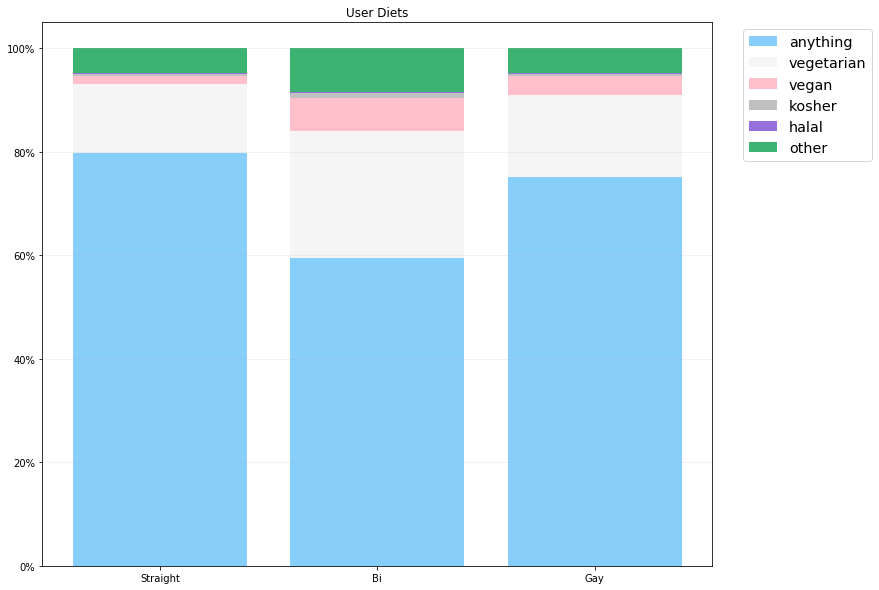 User Diets
100%
80%
60%
40%
20%
0%
Straight
Bi
Gay
anything
vegetarian
vegan
kosher
halal
other